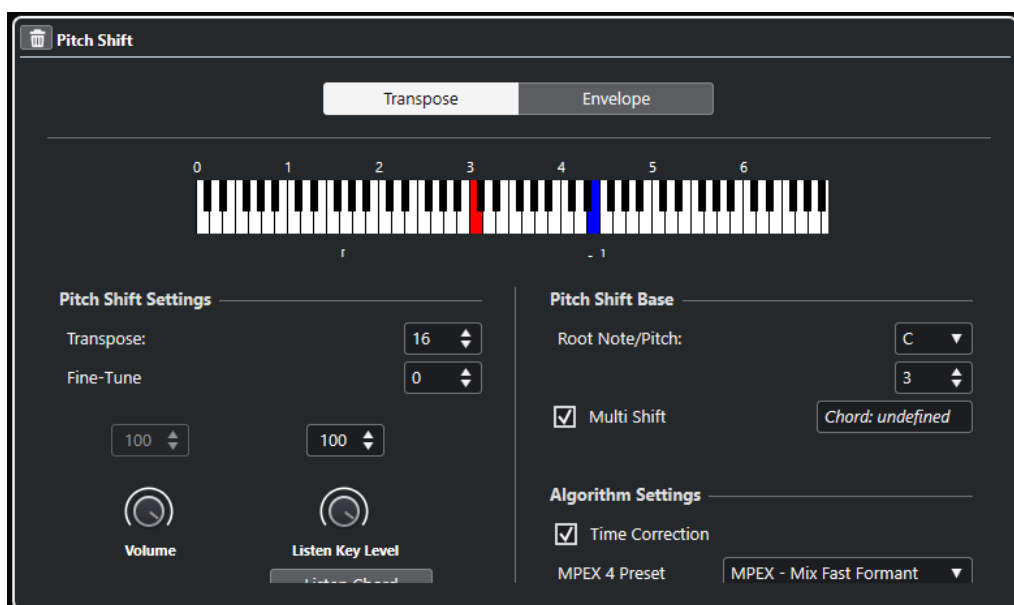 Pitch Shift
Transpose Envelope
0 1 2 3 4 5 6
Pitch Shift Settings
Transpose: 16
Fine-Tune 0
100 100
Volume Listen Key Level
Listen Chord
Pitch Shift Base
Root Note/Pitch: C
3
Multi Shift Chord: undefined
Algorithm Settings
Time Correction
MPEX 4 Preset MPEX - Mix Fast Formant